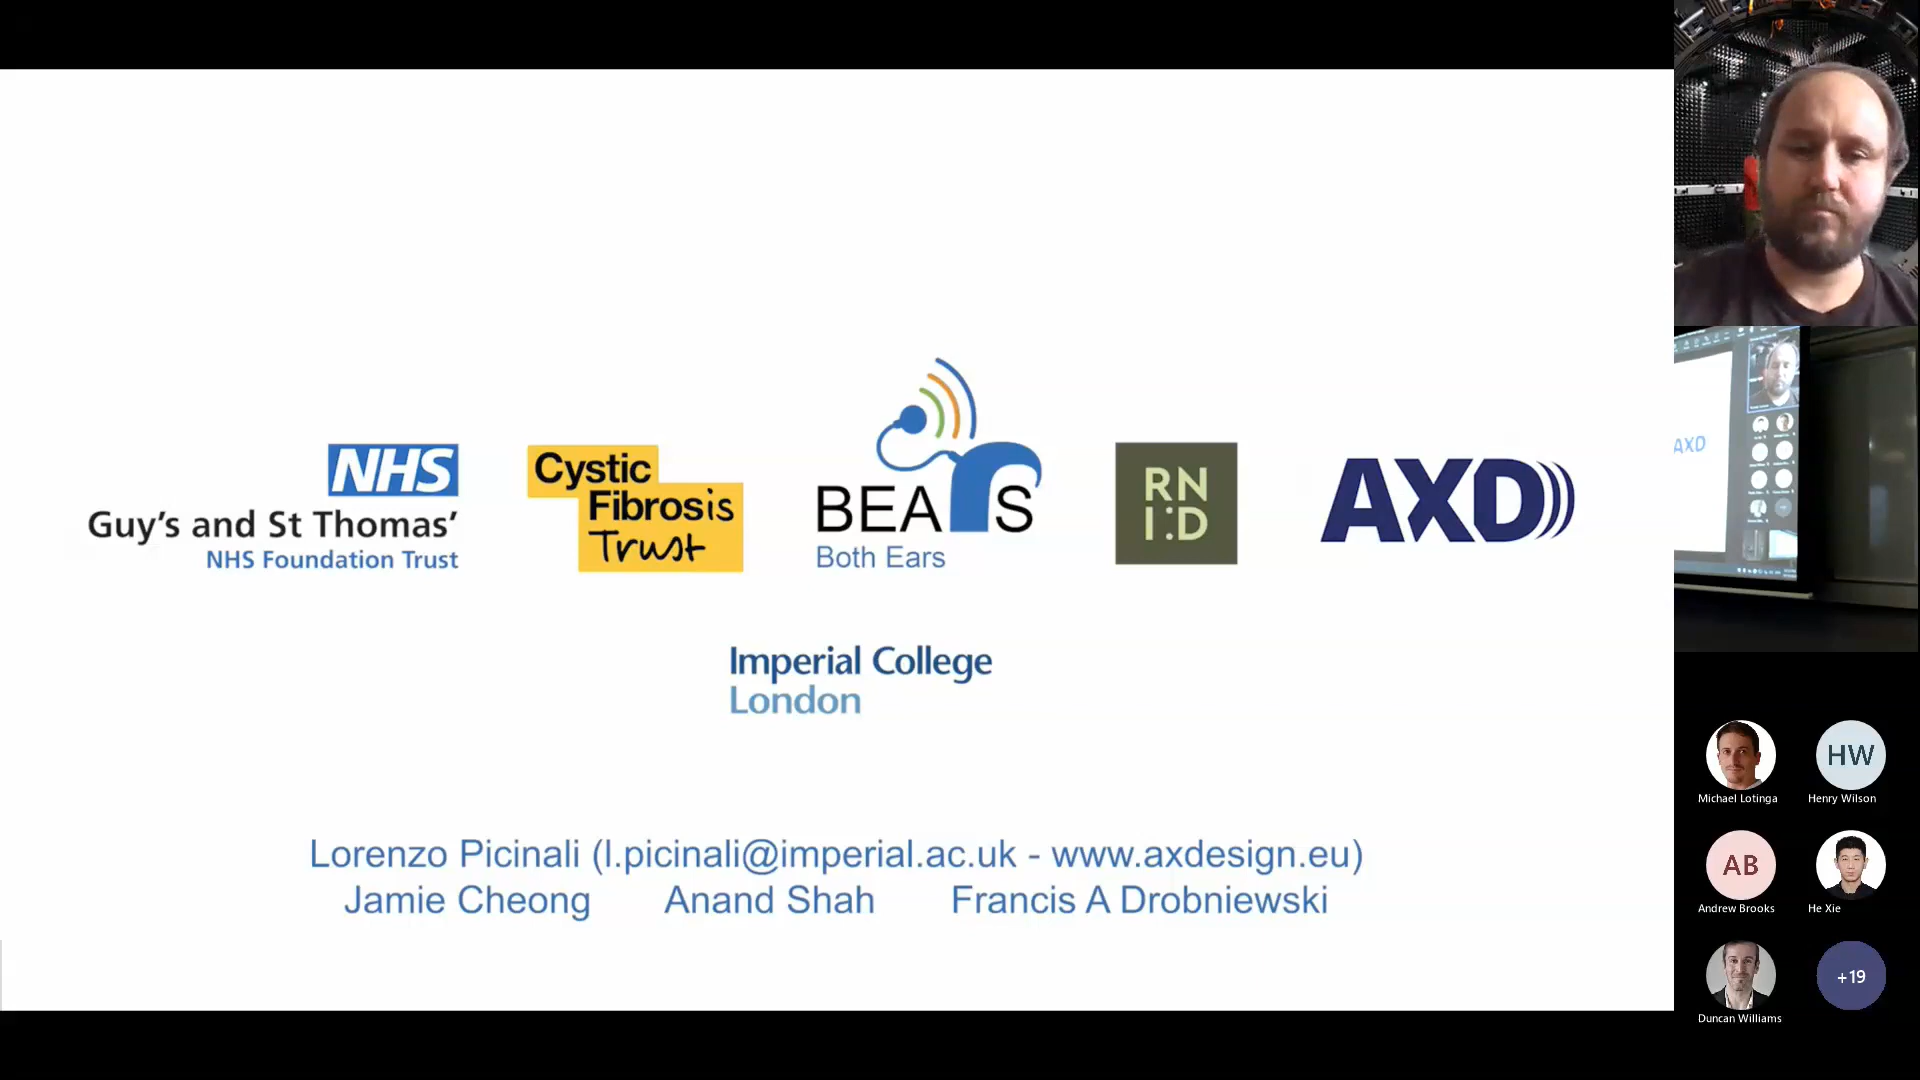 NHS
Guy's and St Thomas'
NHS Foundation Trust
Cystic
Fibrosis
Trust
BEArS
Both Ears
RN
I:D
AXD
Imperial College
London
Lorenzo Picinali (l.picinali@imperial.ac.uk - www.axdesign.eu)
Jamie Cheong Anand Shah Francis A Drobniewski
AXD
HW
Michael Lotinga
Henry Wilson
AB
Andrew Brooks
He Xie
+19
Duncan Williams